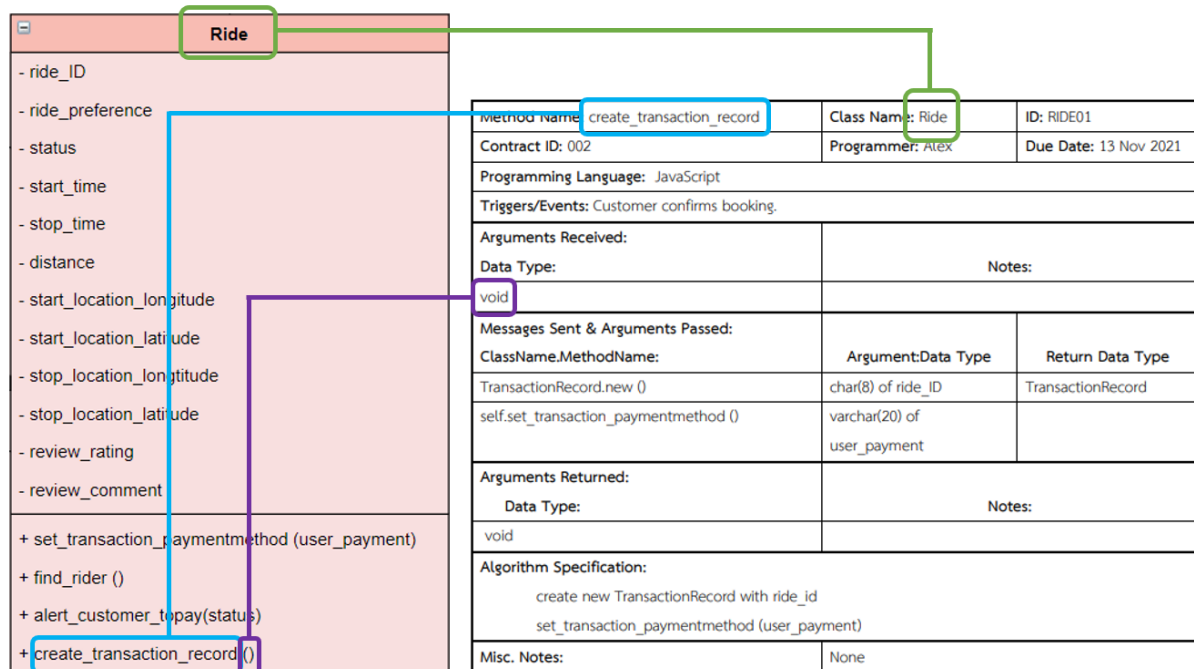 Ride
- ride_ID
- ride_preference
- status
- start_time
- stop_time
- distance
- start_location_longitude
- start_location_latitude
- stop_location_longtitude
- stop_location_latitude
- review_rating
- review_comment
+ set_transaction_paymentmethod (user_payment)
+ find_rider ()
+ alert_customer_topay(status)
+ create_transaction_record ()
Method Name: create_transaction_record Class Name: Ride ID: RIDE01
Contract ID: 002 Programmer: Alex Due Date: 13 Nov 2021
Programming Language: JavaScript
Triggers/Events: Customer confirms booking.
Arguments Received:
Data Type: Notes:
void
Messages Sent & Arguments Passed:
ClassName.MethodName: Argument:Data Type Return Data Type
TransactionRecord.new () char(8) of ride_ID TransactionRecord
self.set_transaction_paymentmethod () varchar(20) of
user_payment
Arguments Returned:
Data Type: Notes:
void
Algorithm Specification:
create new TransactionRecord with ride_id
set_transaction_paymentmethod (user_payment)
Misc. Notes: None